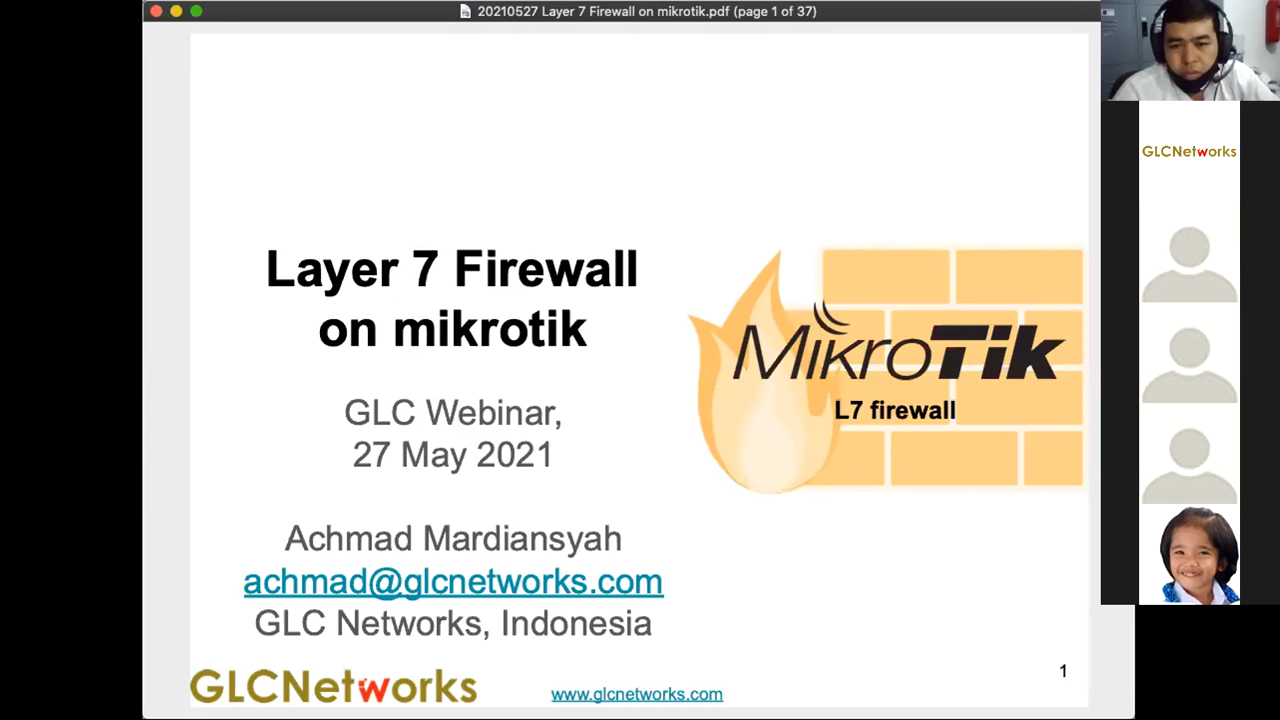 20210527 Layer 7 Firewall on mikrotik.pdf (page 1 of 37)
GLCNetworks
Layer 7 Firewall
on mikrotik
MikroTik
L7 firewall
GLC Webinar,
27 May 2021
Achmad Mardiansyah
achmad@glcnetworks.com
GLC Networks, Indonesia
GLCNetworks
www.glcnetworks.com
1